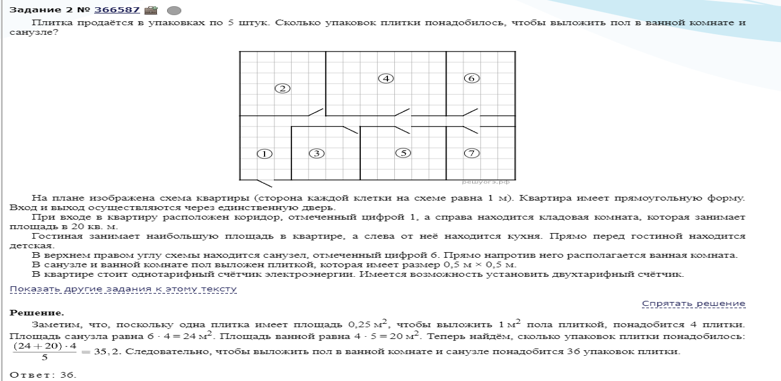 Задание 2 № 366587
Плитка продаётся в упаковках по 5 штук. Сколько упаковок плитки понадобилось, чтобы выложить пол в ванной комнате и
санузле?
4
6
2
1
3
5
7
решуогэ.рф
На плане изображена схема квартиры (сторона каждой клетки на схеме равна 1 м). Квартира имеет прямоугольную форму.
Вход и выход осуществляются через единственную дверь.
При входе в квартиру расположен коридор, отмеченный цифрой 1, а справа находится кладовая комната, которая занимает
площадь в 20 кв. м.
Гостиная занимает наибольшую площадь в квартире, а слева от неё находится кухня. Прямо перед гостиной находится
детская.
В верхнем правом углу схемы находится санузел, отмеченный цифрой 6. Прямо напротив него располагается ванная комната.
В санузле и ванной комнате пол выложен плиткой, которая имеет размер 0,5 м × 0,5 м.
В квартире стоит однотарифный счётчик электроэнергии. Имеется возможность установить двухтарифный счётчик.
Показать другие задания к этому тексту
Спрятать решение
Решение.
Заметим, что, поскольку одна плитка имеет площадь 0,25 м², чтобы выложить 1 м² пола плиткой, понадобится 4 плитки.
Площадь санузла равна 6 · 4 = 24 м². Площадь ванной равна 4 · 5 = 20 м². Теперь найдём, сколько упаковок плитки понадобилось:
(24 + 20) · 4
5
= 35,2. Следовательно, чтобы выложить пол в ванной комнате и санузле понадобится 36 упаковок плитки.
Ответ: 36.